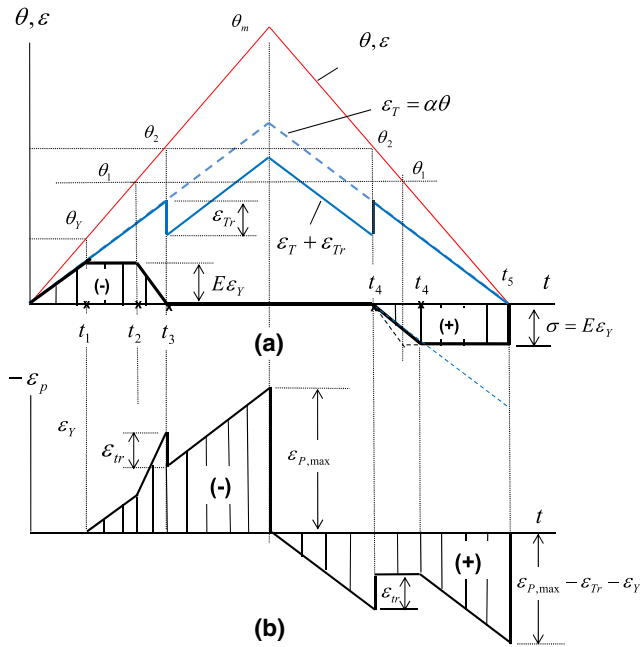 θ, ε
θ_m
θ, ε
ε_T = αθ
θ_2
θ_2
θ_1
θ_1
θ_Y
ε_Tr
ε_T + ε_Tr
(-)
Eε_Y
t_4
t_4
t_5
t
t_1
t_2
t_3
(a)
(+)
σ = Eε_Y
-ε_p
ε_Y
ε_tr
(-)
ε_P,max
t
(+)
ε_tr
ε_P,max - ε_Tr - ε_Y
(b)